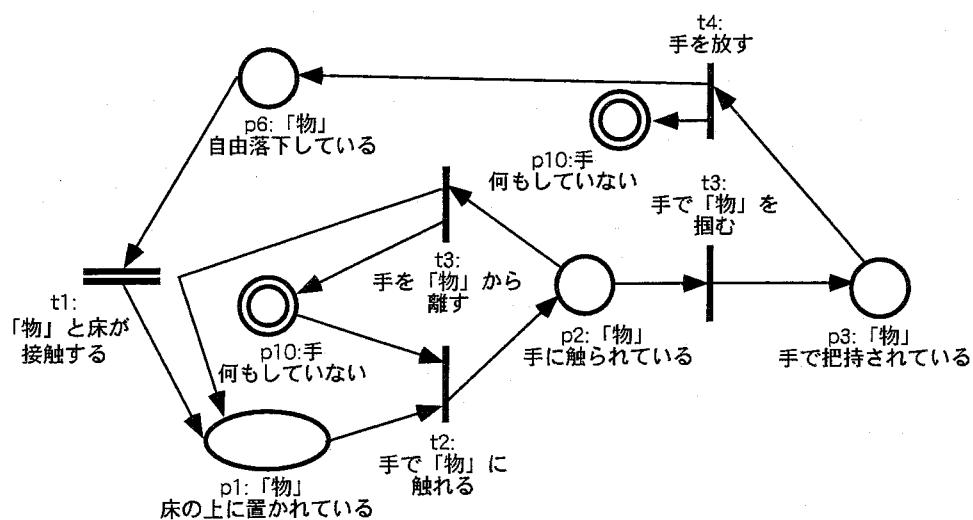 t4:
手を放す
p6:「物」
自由落下している
p10:手
何もしていない
t3:
手で「物」を
掴む
t3:
手を「物」から
離す
t1:
「物」と床が
接触する
p10:手
何もしていない
p2:「物」
手に触られている
p3:「物」
手で把持されている
t2:
手で「物」に
触れる
p1:「物」
床の上に置かれている